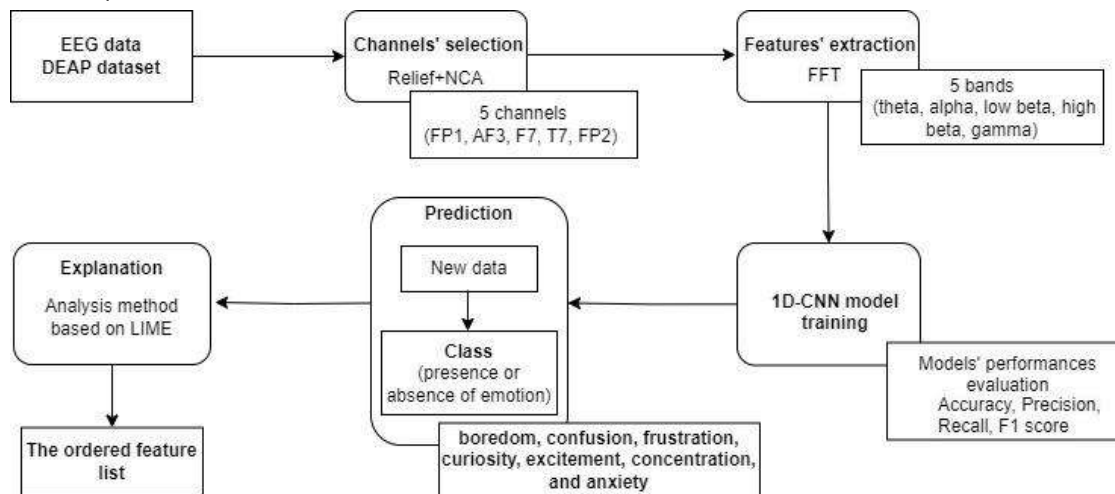 EEG data
DEAP dataset
Channels' selection
Relief+NCA
5 channels
(FP1, AF3, F7, T7, FP2)
Features' extraction
FFT
5 bands
(theta, alpha, low beta, high
beta, gamma)
1D-CNN model
training
Models' performances
evaluation
Accuracy, Precision,
Recall, F1 score
Prediction
New data
Class
(presence or
absence of emotion)
boredom, confusion, frustration,
curiosity, excitement, concentration,
and anxiety
Explanation
Analysis method
based on LIME
The ordered feature
list